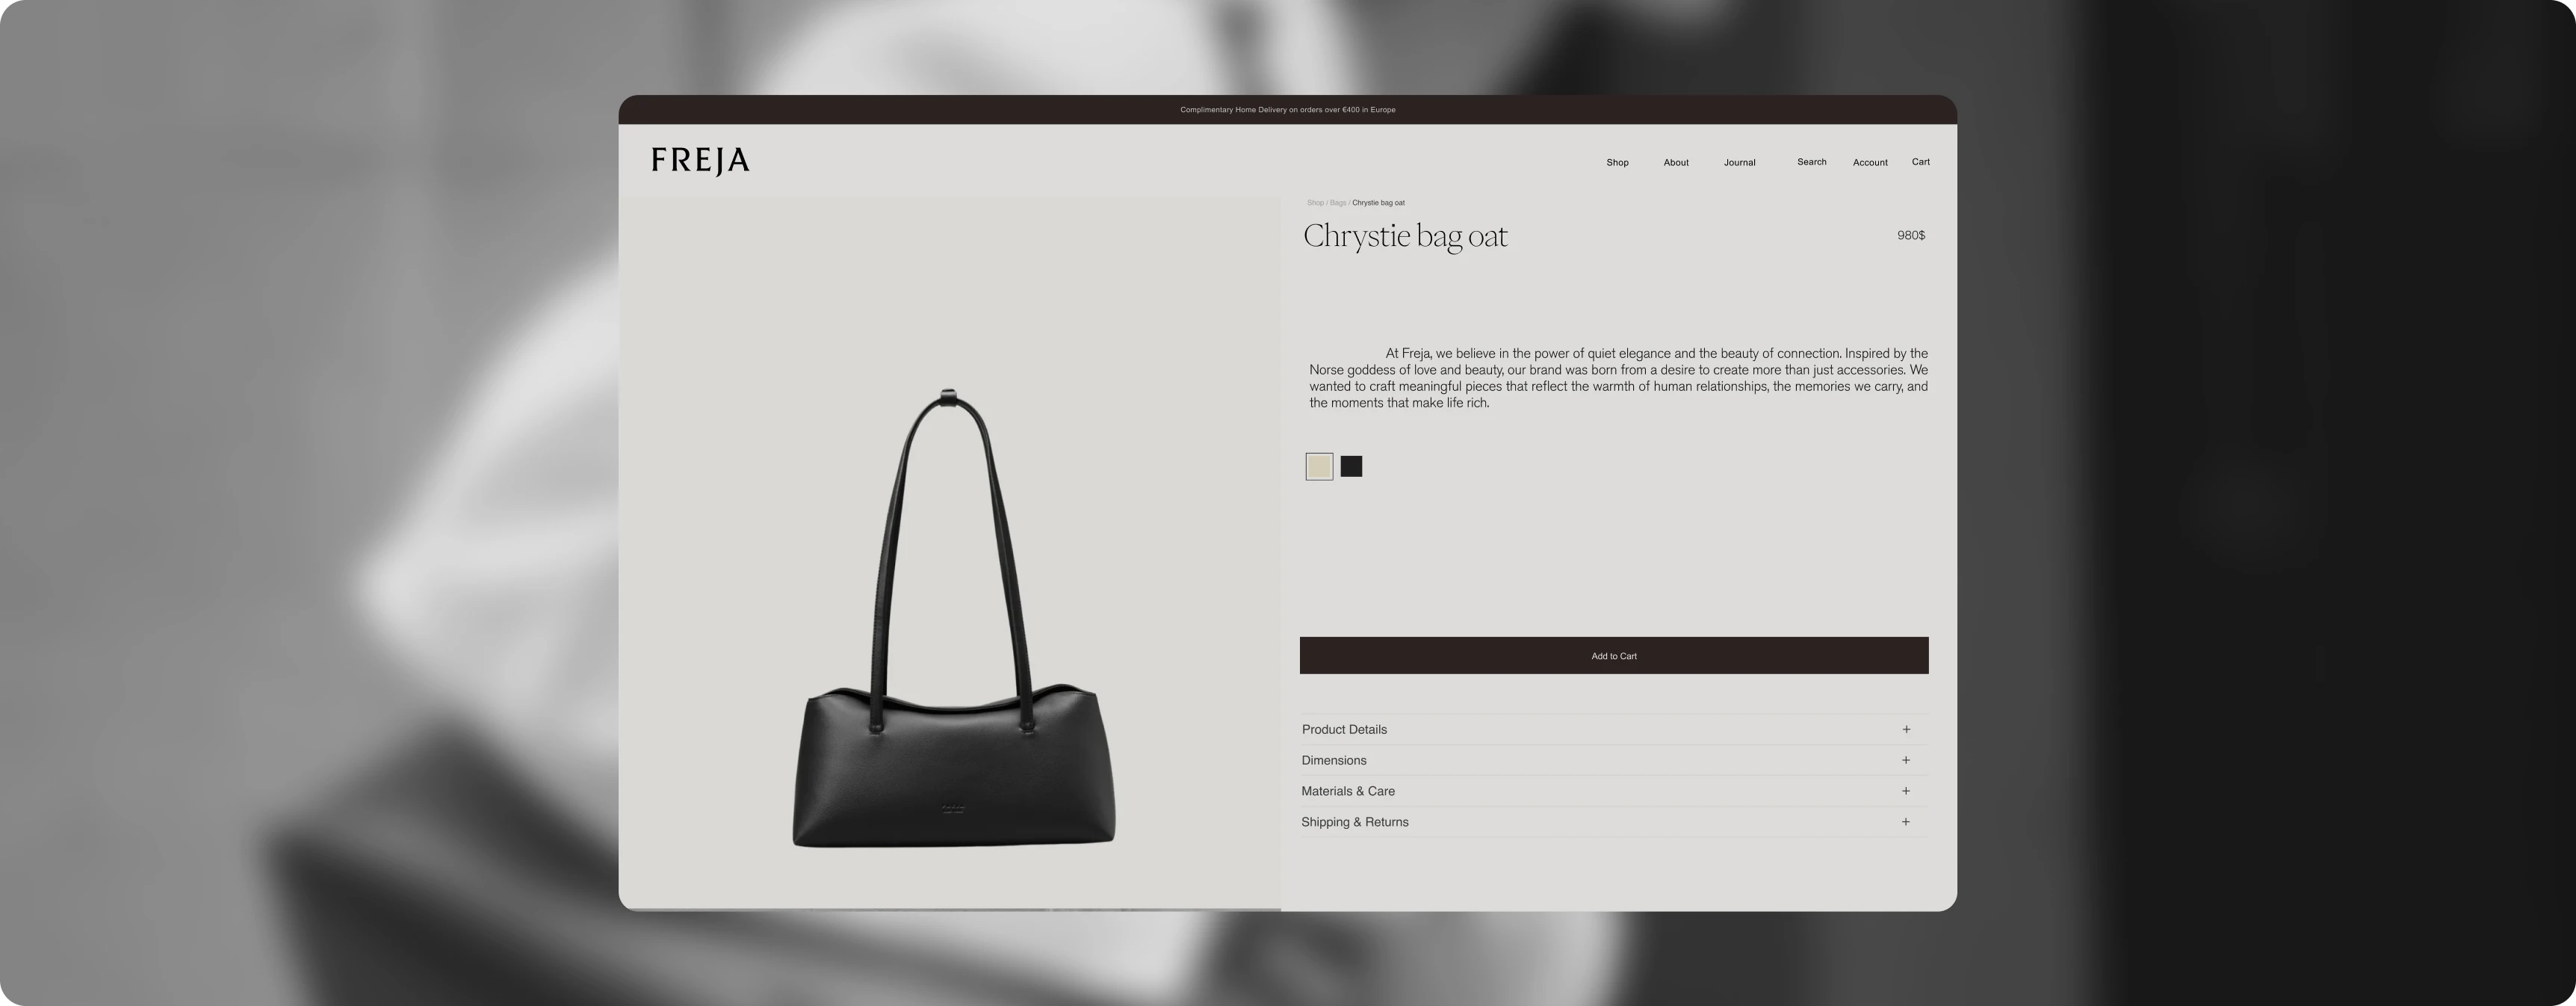 Complimentary Home Delivery on orders over €400 in Europe
FREJA
Shop About Journal Search Account Cart
Shop / Bags / Chrystie bag oat
Chrystie bag oat
980$
At Freja, we believe in the power of quiet elegance and the beauty of connection. Inspired by the
Norse goddess of love and beauty, our brand was born from a desire to create more than just accessories. We
wanted to craft meaningful pieces that reflect the warmth of human relationships, the memories we carry, and
the moments that make life rich.
Add to Cart
Product Details +
Dimensions +
Materials & Care +
Shipping & Returns +